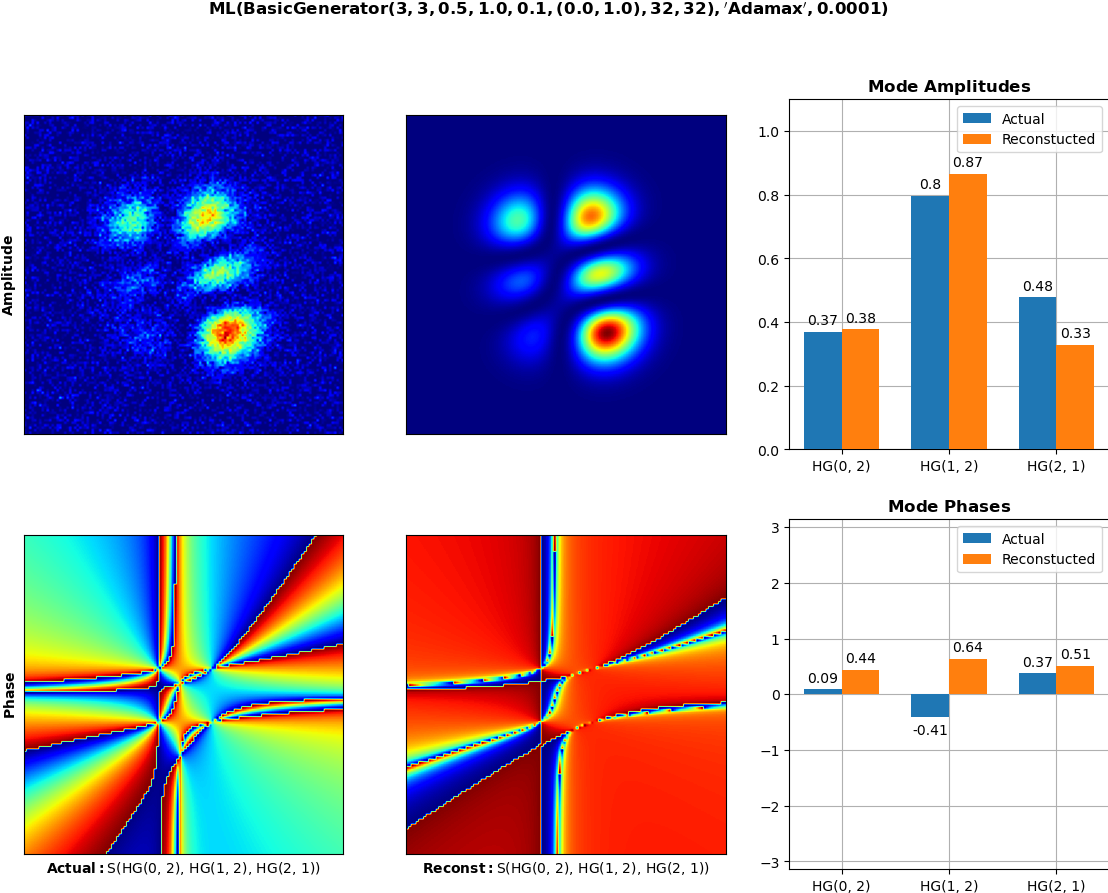 ML(BasicGenerator(3, 3, 0.5, 1.0, 0.1, (0.0, 1.0), 32, 32), ′Adamax′, 0.0001)
Amplitude
Mode Amplitudes
Actual
Reconstucted
1.0
0.8
0.6
0.4
0.2
0.0
0.37
0.38
0.8
0.87
0.48
0.33
HG(0, 2)
HG(1, 2)
HG(2, 1)
Phase
Actual: S(HG(0, 2), HG(1, 2), HG(2, 1))
Reconst: S(HG(0, 2), HG(1, 2), HG(2, 1))
Mode Phases
Actual
Reconstucted
3
2
1
0
−1
−2
−3
0.09
0.44
-0.41
0.64
0.37
0.51
HG(0, 2)
HG(1, 2)
HG(2, 1)